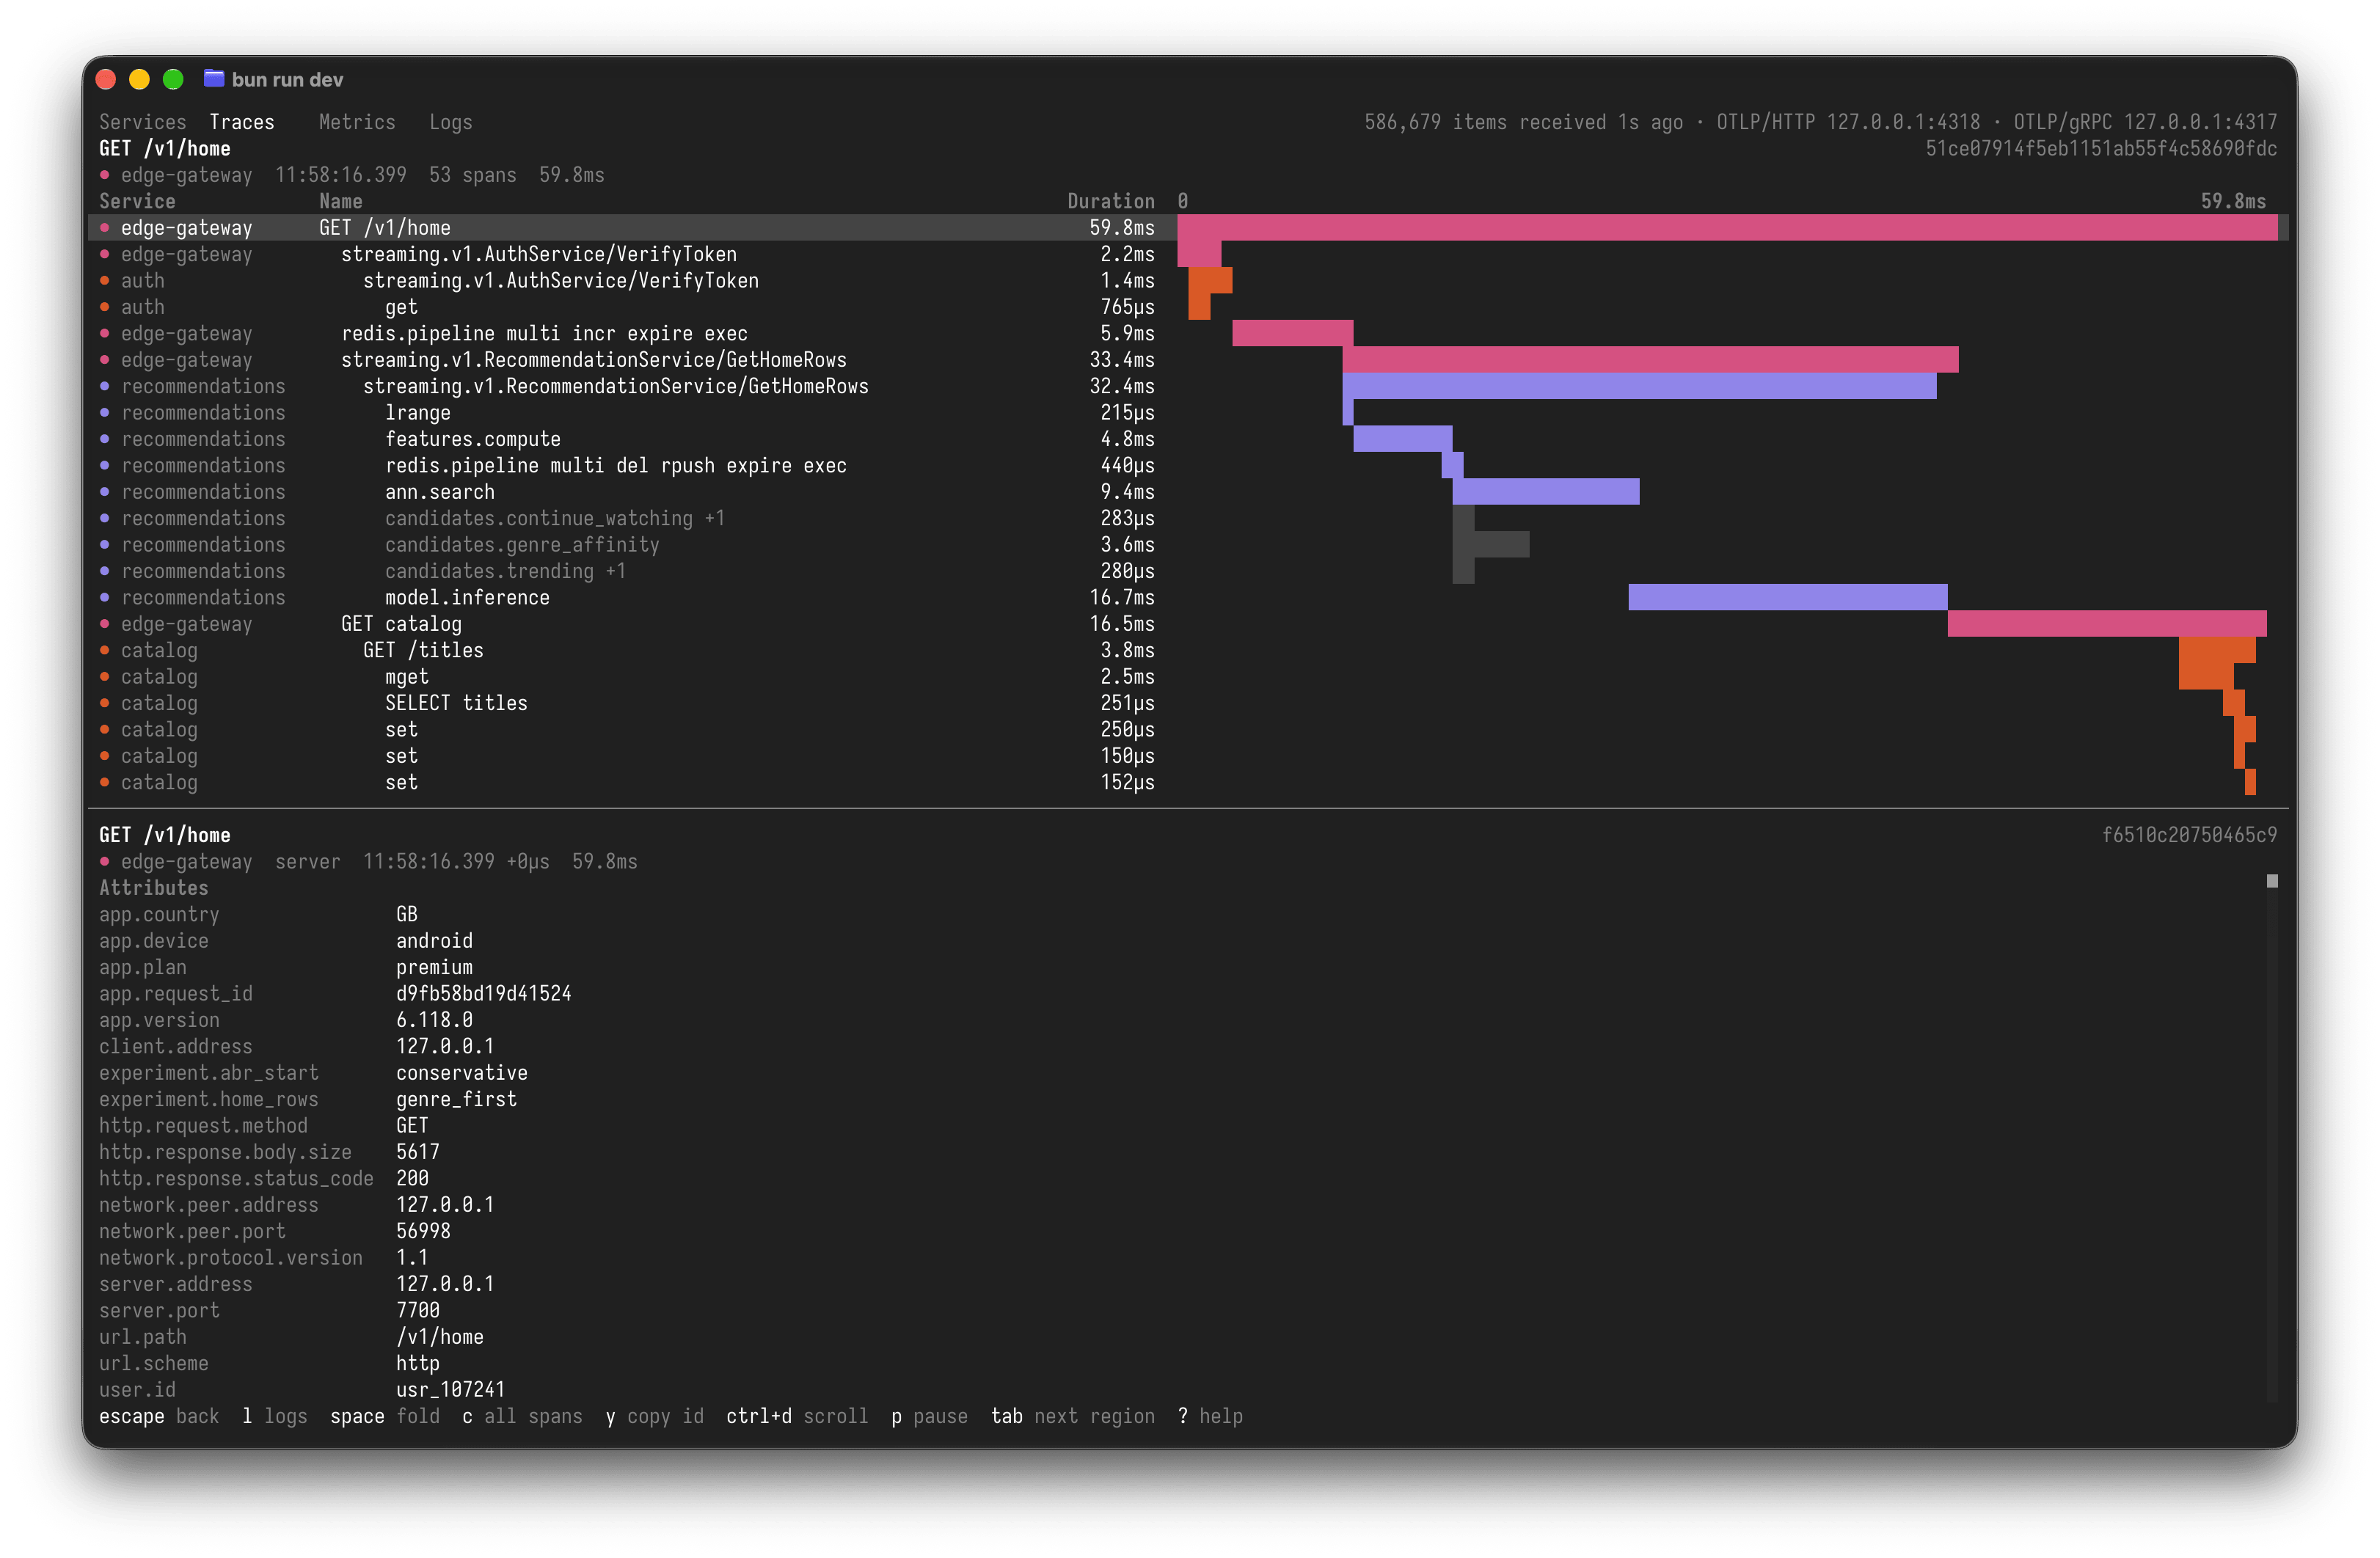 bun run dev
Services Traces Metrics Logs 586,679 items received 1s ago · OTLP/HTTP 127.0.0.1:4318 · OTLP/gRPC 127.0.0.1:4317
GET /v1/home 51ce07914f5eb1151ab55f4c58690fdc
edge-gateway 11:58:16.399 53 spans 59.8ms
Service Name Duration 0 59.8ms
edge-gateway GET /v1/home 59.8ms
edge-gateway streaming.v1.AuthService/VerifyToken 2.2ms
auth streaming.v1.AuthService/VerifyToken 1.4ms
auth get 765µs
edge-gateway redis.pipeline multi incr expire exec 5.9ms
edge-gateway streaming.v1.RecommendationService/GetHomeRows 33.4ms
recommendations streaming.v1.RecommendationService/GetHomeRows 32.4ms
recommendations lrange 215µs
recommendations features.compute 4.8ms
recommendations redis.pipeline multi del rpush expire exec 440µs
recommendations ann.search 9.4ms
recommendations candidates.continue_watching +1 283µs
recommendations candidates.genre_affinity 3.6ms
recommendations candidates.trending +1 280µs
recommendations model.inference 16.7ms
edge-gateway GET catalog 16.5ms
catalog GET /titles 3.8ms
catalog mget 2.5ms
catalog SELECT titles 251µs
catalog set 250µs
catalog set 150µs
catalog set 152µs
GET /v1/home f6510c20750465c9
edge-gateway server 11:58:16.399 +0µs 59.8ms
Attributes
app.country GB
app.device android
app.plan premium
app.request_id d9fb58bd19d41524
app.version 6.118.0
client.address 127.0.0.1
experiment.abr_start conservative
experiment.home_rows genre_first
http.request.method GET
http.response.body.size 5617
http.response.status_code 200
network.peer.address 127.0.0.1
network.peer.port 56998
network.protocol.version 1.1
server.address 127.0.0.1
server.port 7700
url.path /v1/home
url.scheme http
user.id usr_107241
escape back l logs space fold c all spans y copy id ctrl+d scroll p pause tab next region ? help